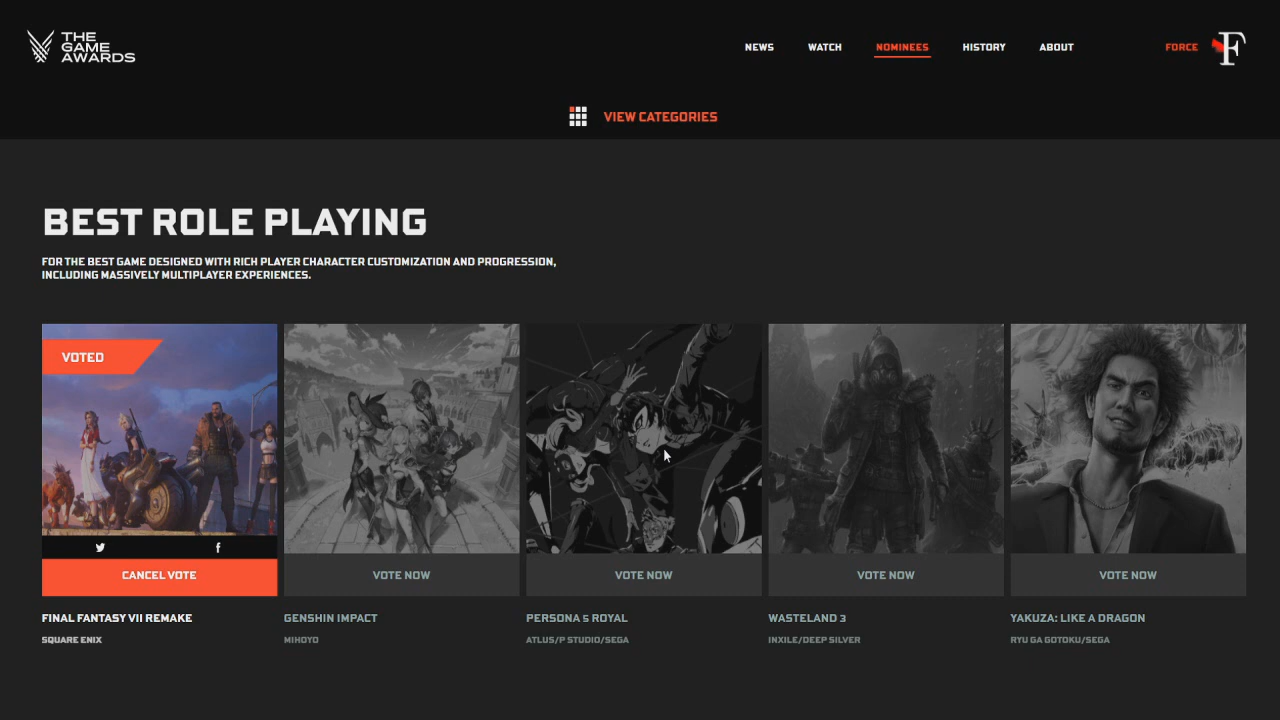 THE
GAME
AWARDS
NEWS WATCH NOMINEES HISTORY ABOUT FORCE F
VIEW CATEGORIES
BEST ROLE PLAYING
FOR THE BEST GAME DESIGNED WITH RICH PLAYER CHARACTER CUSTOMIZATION AND PROGRESSION,
INCLUDING MASSIVELY MULTIPLAYER EXPERIENCES.
VOTED
CANCEL VOTE VOTE NOW VOTE NOW VOTE NOW VOTE NOW
FINAL FANTASY VII REMAKE GENSHIN IMPACT PERSONA 5 ROYAL WASTELAND 3 YAKUZA: LIKE A DRAGON
SQUARE ENIX MIHOYO ATLUS/P STUDIO/SEGA INXILE/DEEP SILVER RYU GA GOTOKU/SEGA